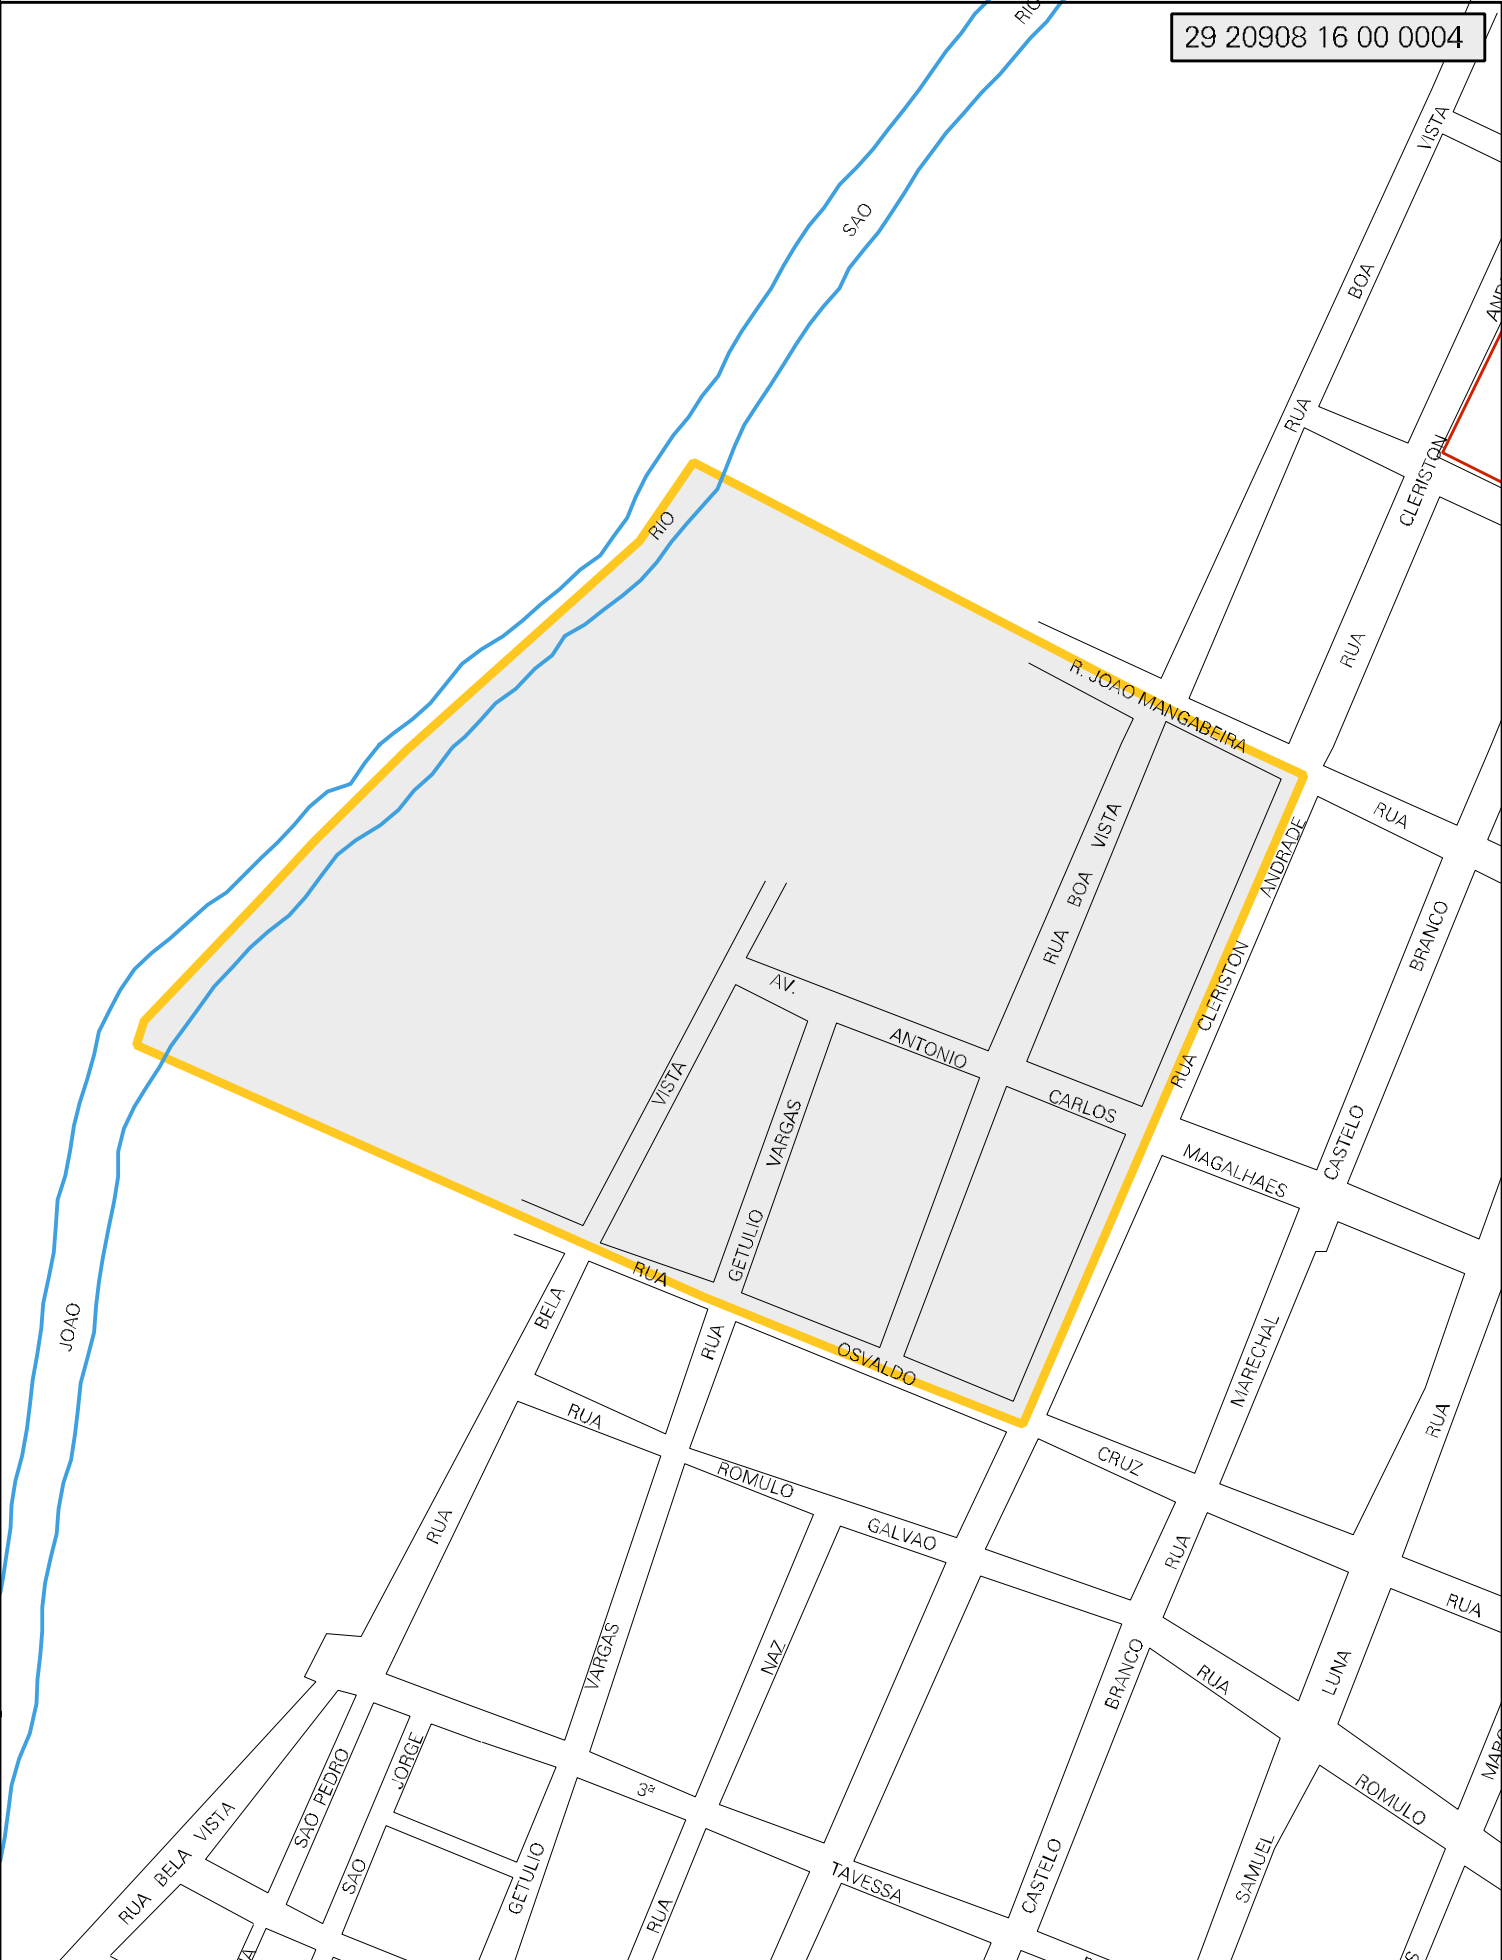 RIO
29 20908 16 00 0004
VISTA
SAO
BOA
RUA
CLERISTON
RIO
RUA
R. JOAO MANGABEIRA
RUA
VISTA
ANDRADE
BOA
BRANCO
RUA
AV.
CLERISTON
ANTONIO
VISTA
RUA
CARLOS
VARGAS
CASTELO
MAGALHAES
GETULIO
RUA
BELA
JOAO
RUA
OSVALDO
MARECHAL
RUA
RUA
CRUZ
ROMULO
RUA
GALVAO
RUA
RUA
VARGAS
NAZ
BRANCO
RUA
LUNA
SAO PEDRO
JORGE
3ª
ROMULO
RUA BELA VISTA
SAO
GETULIO
RUA
TAVESSA
CASTELO
SAMUEL